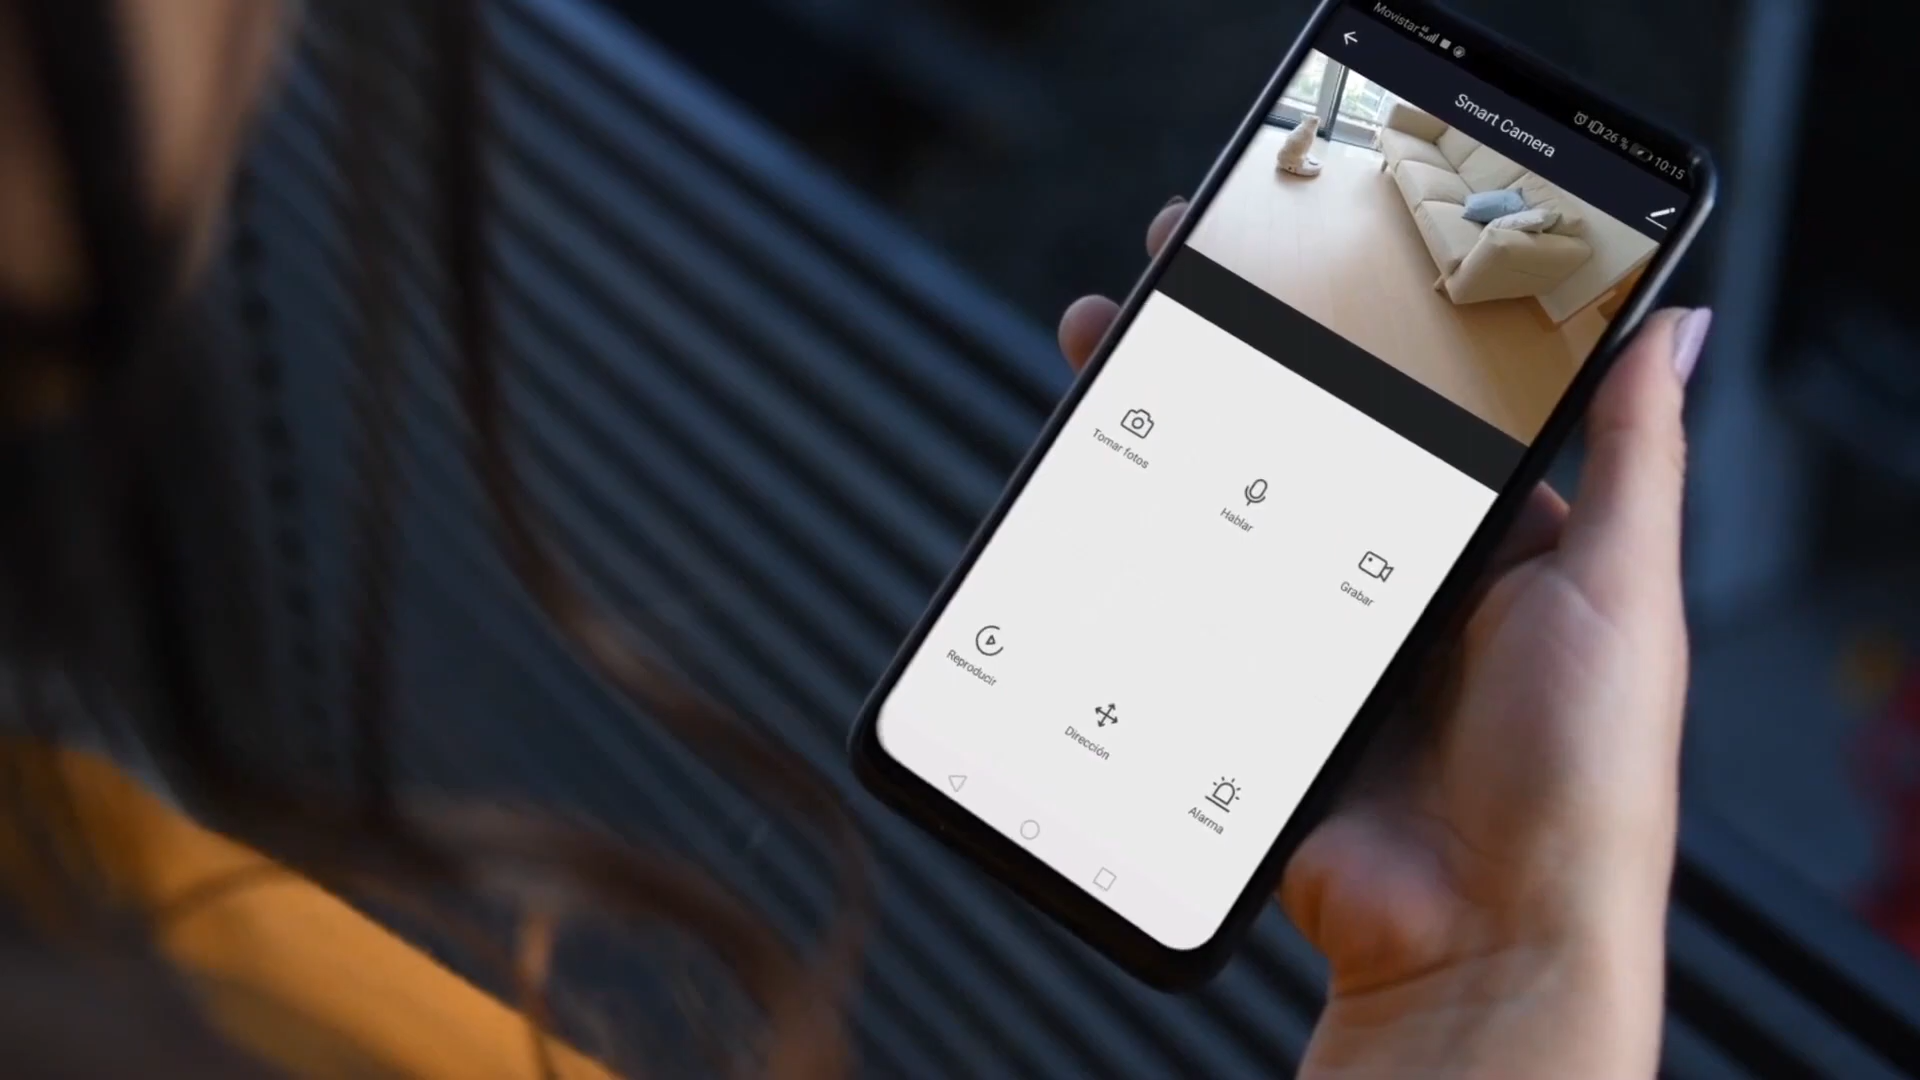 Movistar 26 % 10:15
Smart Camera
Tomar fotos
Hablar
Grabar
Reproducir
Dirección
Alarma